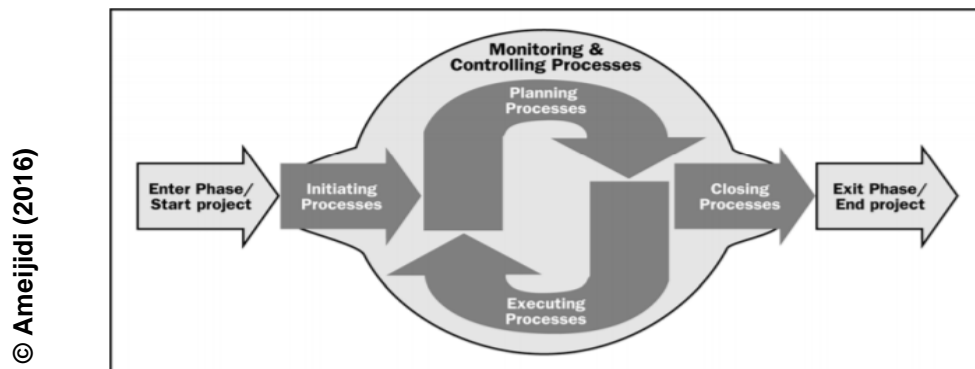 © Ameijidi (2016)
Monitoring &
Controlling Processes
Planning
Processes
Enter Phase/
Start project
Initiating
Processes
Closing
Processes
Exit Phase/
End project
Executing
Processes